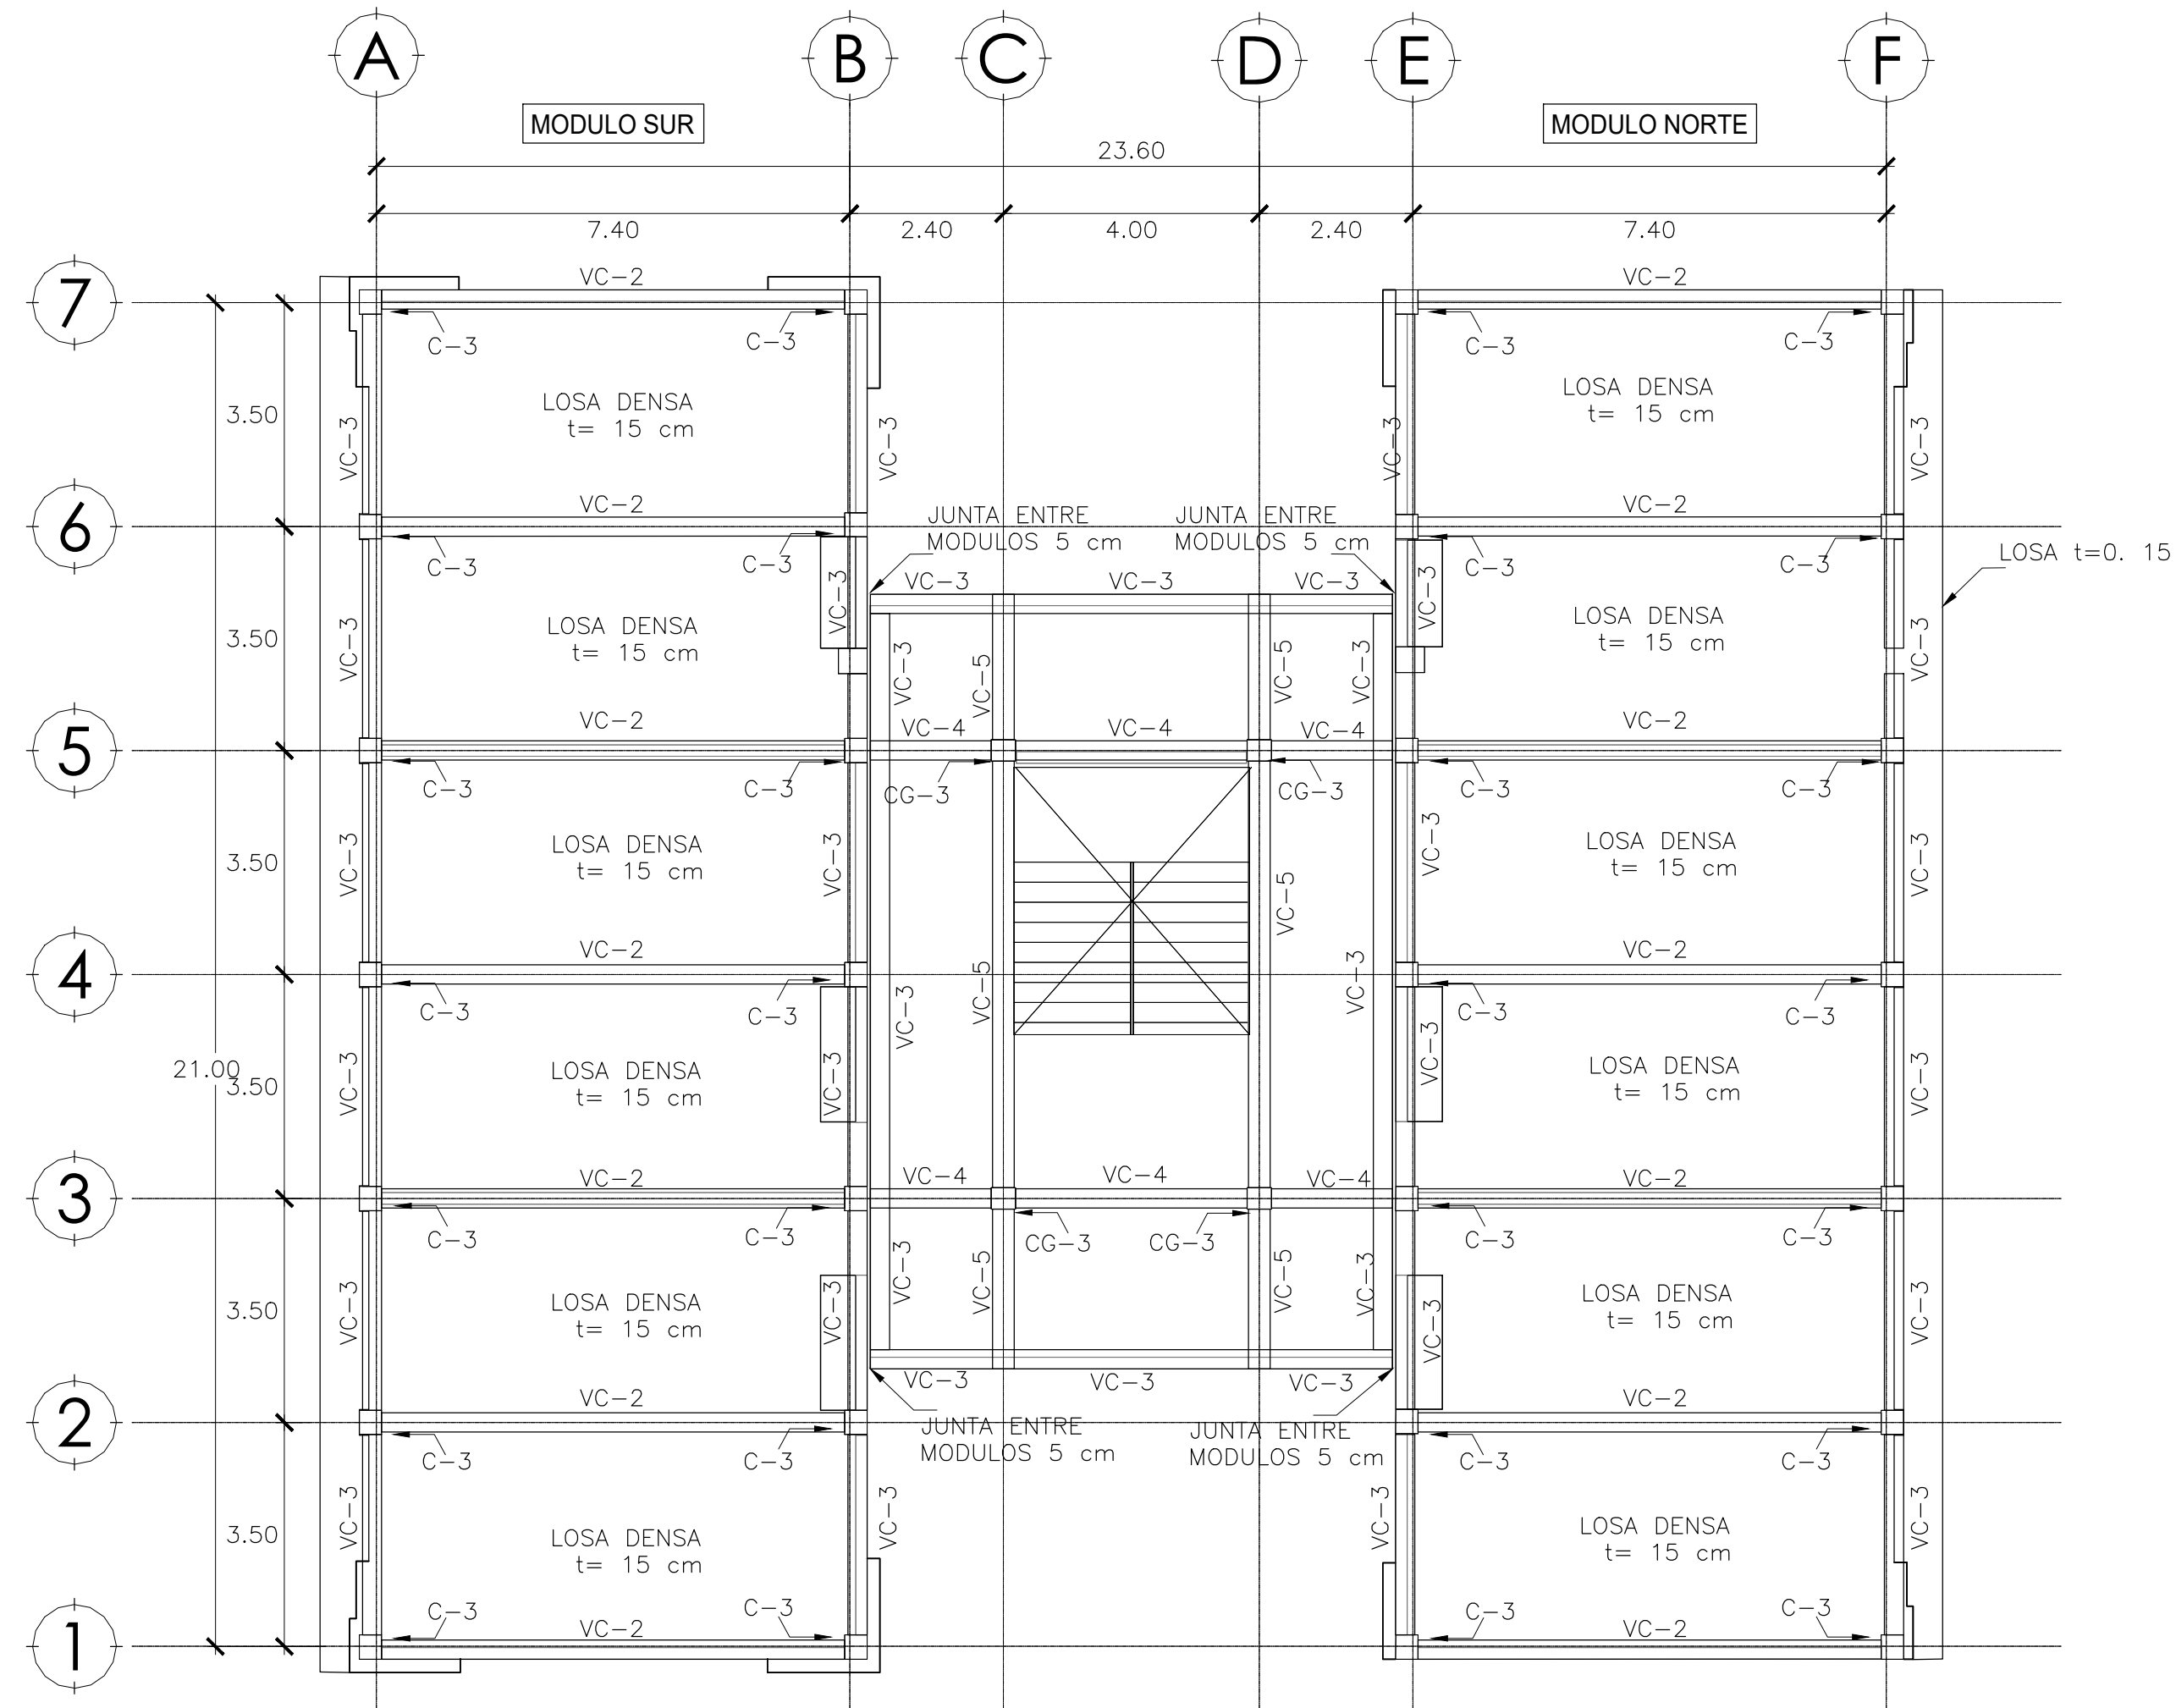 A B C D E F
MODULO SUR MODULO NORTE
23.60
7.40 2.40 4.00 2.40 7.40
7 VC-2 VC-2
C-3 C-3 C-3 C-3
LOSA DENSA
t= 15 cm
LOSA DENSA
t= 15 cm
3.50 VC-3 VC-3 VC-3 VC-3
6 VC-2 VC-2
JUNTA ENTRE
MODULOS 5 cm
JUNTA ENTRE
MODULOS 5 cm
LOSA t=0. 15
C-3 C-3 C-3 C-3
VC-3 VC-3 VC-3
VC-3 VC-3
LOSA DENSA
t= 15 cm
LOSA DENSA
t= 15 cm
3.50 VC-3 VC-3
VC-3 VC-5 VC-5 VC-3
5 VC-2 VC-4 VC-4 VC-4 VC-2
C-3 C-3 CG-3 CG-3 C-3 C-3
LOSA DENSA
t= 15 cm
LOSA DENSA
t= 15 cm
3.50 VC-3 VC-3 VC-5 VC-3 VC-3
4 VC-2 VC-2
VC-3 VC-5 VC-3
C-3 C-3 C-3 C-3
LOSA DENSA
t= 15 cm
LOSA DENSA
t= 15 cm
21.00
3.50 VC-3 VC-3 VC-3 VC-3
3 VC-2 VC-4 VC-4 VC-4 VC-2
C-3 C-3 CG-3 CG-3 C-3 C-3
VC-3 VC-5 VC-5 VC-3
LOSA DENSA
t= 15 cm
LOSA DENSA
t= 15 cm
3.50 VC-3 VC-3 VC-3 VC-3
VC-3 VC-3 VC-3
2 VC-2 VC-2
JUNTA ENTRE
MODULOS 5 cm
JUNTA ENTRE
MODULOS 5 cm
C-3 C-3 C-3 C-3
LOSA DENSA
t= 15 cm
LOSA DENSA
t= 15 cm
3.50 VC-3 VC-3 VC-3 VC-3
C-3 C-3 C-3 C-3
1 VC-2 VC-2